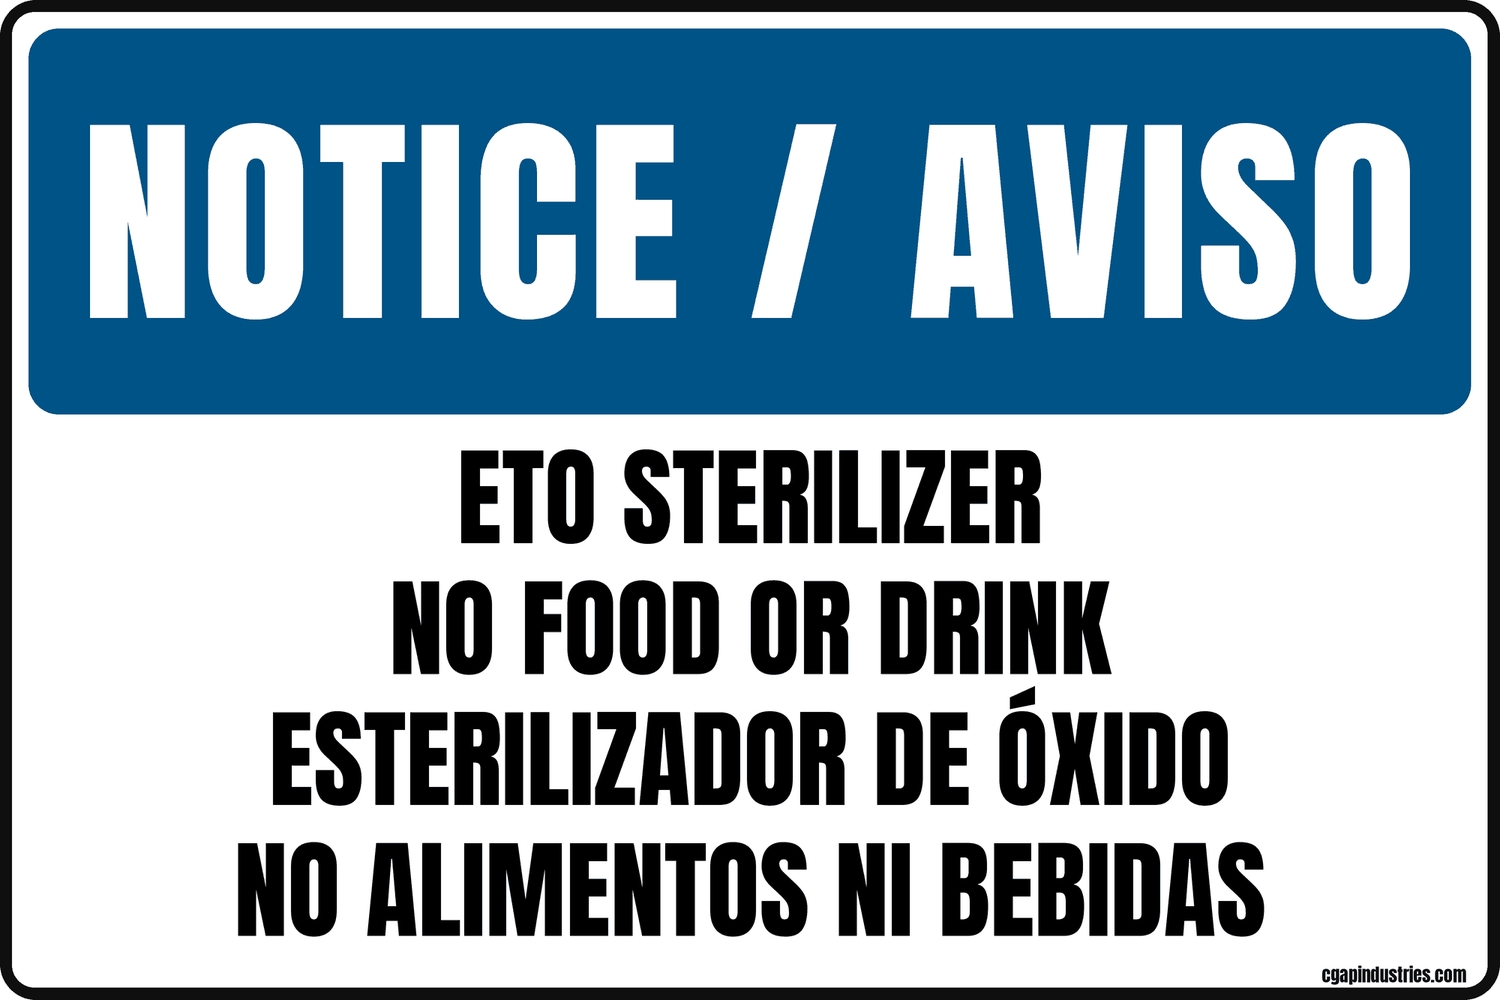 NOTICE / AVISO
ETO STERILIZER
NO FOOD OR DRINK
ESTERILIZADOR DE ÓXIDO
NO ALIMENTOS NI BEBIDAS
cgapindustries.com